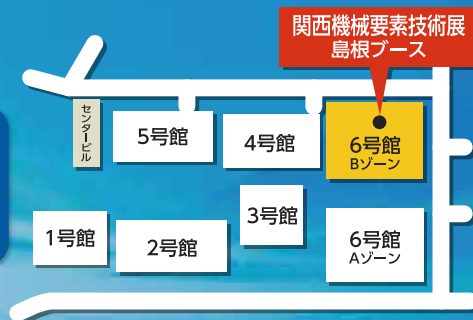 関西機械要素技術展
島根ブース
センタービル
5号館
4号館
6号館
Bゾーン
1号館
2号館
3号館
6号館
Aゾーン